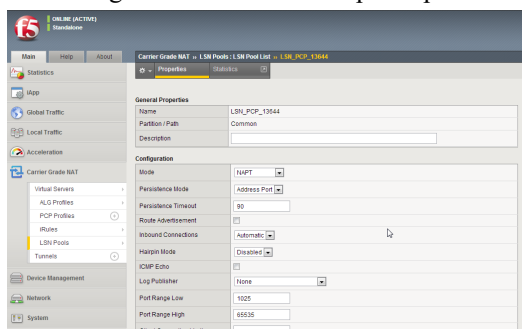 ONLINE (ACTIVE)
Standalone
Main Help About
Statistics
iApp
Global Traffic
Local Traffic
Acceleration
Carrier Grade NAT
Virtual Servers
ALG Profiles
PCP Profiles
iRules
LSN Pools
Tunnels
Device Management
Network
System
Carrier Grade NAT ›› LSN Pools : LSN Pool List ›› LSN_PCP_13644
Properties Statistics
General Properties
Name LSN_PCP_13644
Partition / Path Common
Description
Configuration
Mode NAPT
Persistence Mode Address Port
Persistence Timeout 90
Route Advertisement
Inbound Connections Automatic
Hairpin Mode Disabled
ICMP Echo
Log Publisher None
Port Range Low 1025
Port Range High 65535